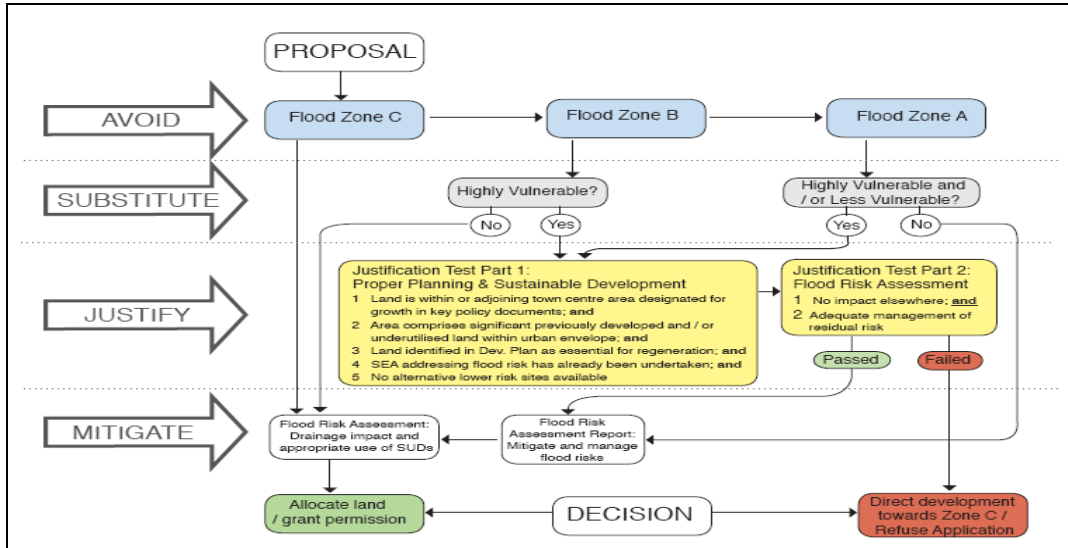 PROPOSAL
AVOID
Flood Zone C
Flood Zone B
Flood Zone A
SUBSTITUTE
Highly Vulnerable?
Highly Vulnerable and
/ or Less Vulnerable?
No
Yes
Yes
No
JUSTIFY
Justification Test Part 1:
Proper Planning & Sustainable Development
1 Land is within or adjoining town centre area designated for
growth in key policy documents; and
2 Area comprises significant previously developed and / or
underutilised land within urban envelope; and
3 Land identified in Dev. Plan as essential for regeneration; and
4 SEA addressing flood risk has already been undertaken; and
5 No alternative lower risk sites available
Justification Test Part 2:
Flood Risk Assessment
1 No impact elsewhere; and
2 Adequate management of
residual risk
Passed
Failed
MITIGATE
Flood Risk Assessment:
Drainage impact and
appropriate use of SUDs
Flood Risk
Assessment Report:
Mitigate and manage
flood risks
Allocate land
/ grant permission
DECISION
Direct development
towards Zone C /
Refuse Application